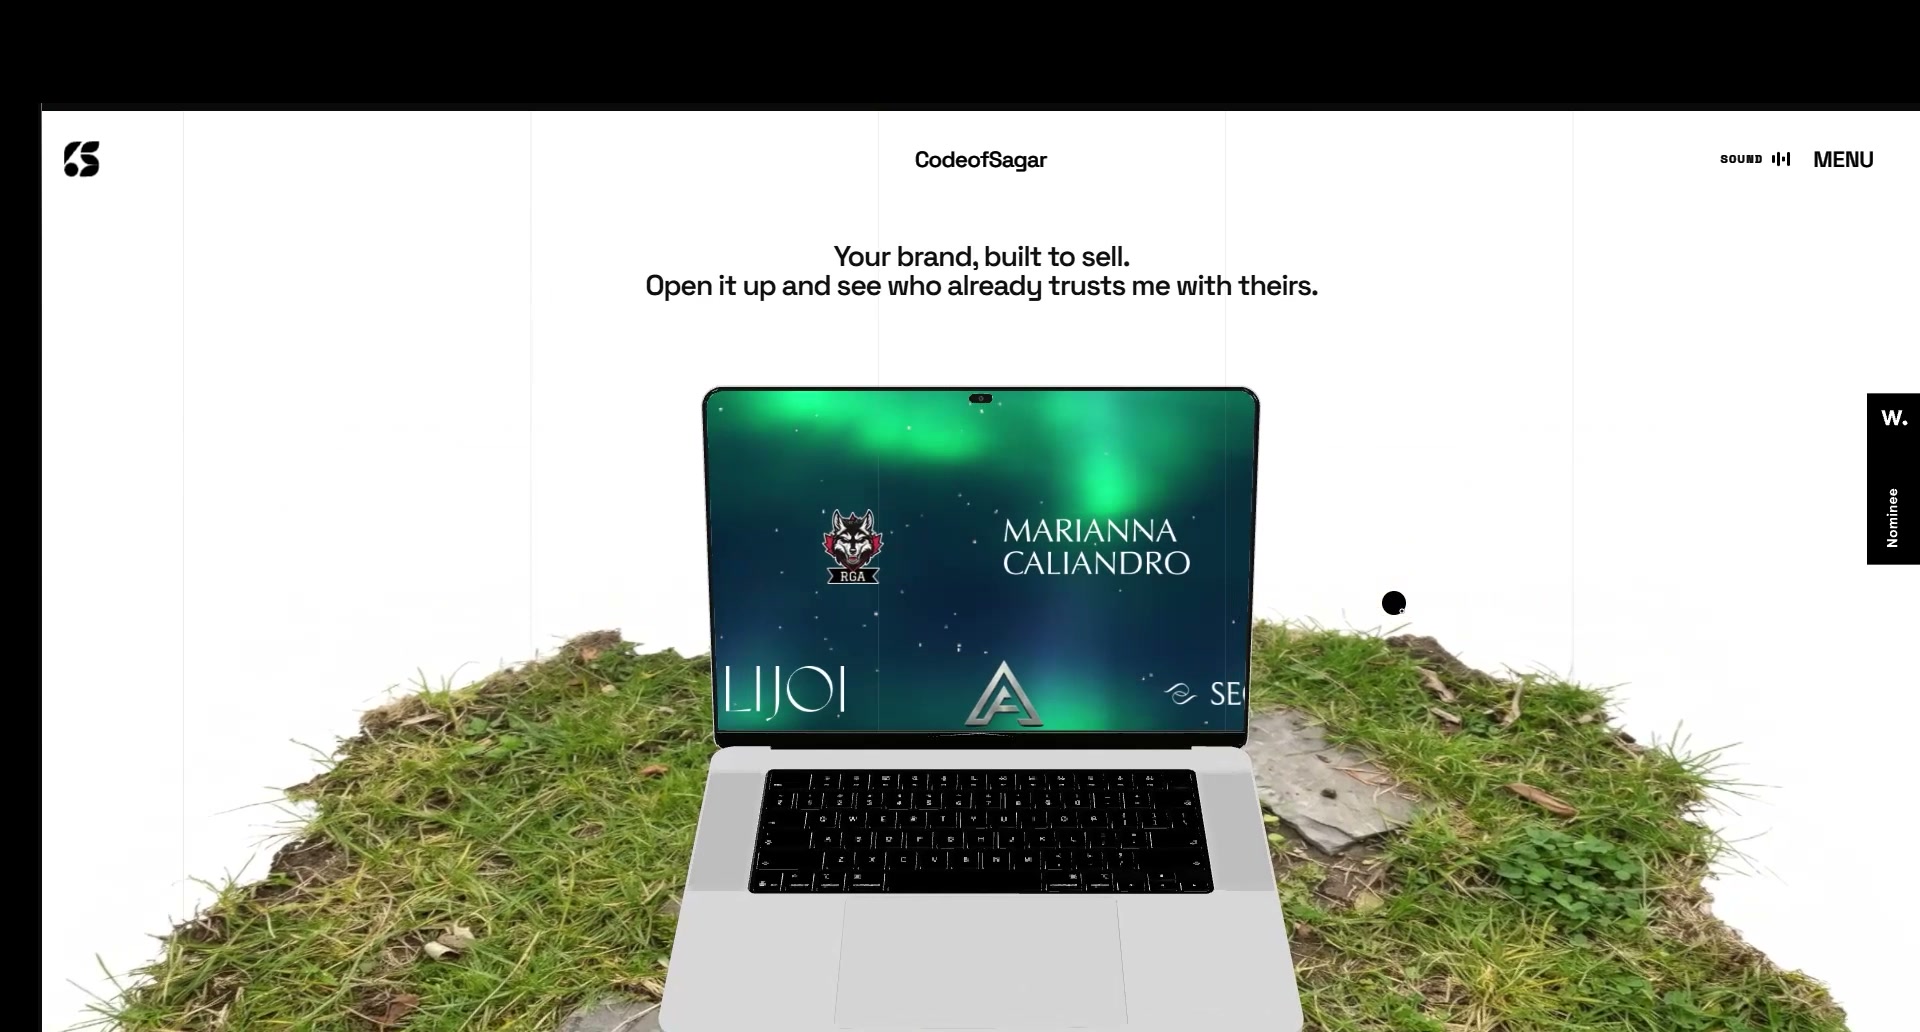 CodeofSagar
SOUND
MENU
Your brand, built to sell.
Open it up and see who already trusts me with theirs.
W.
Nominee
RGA
MARIANNA
CALIANDRO
LIJOI